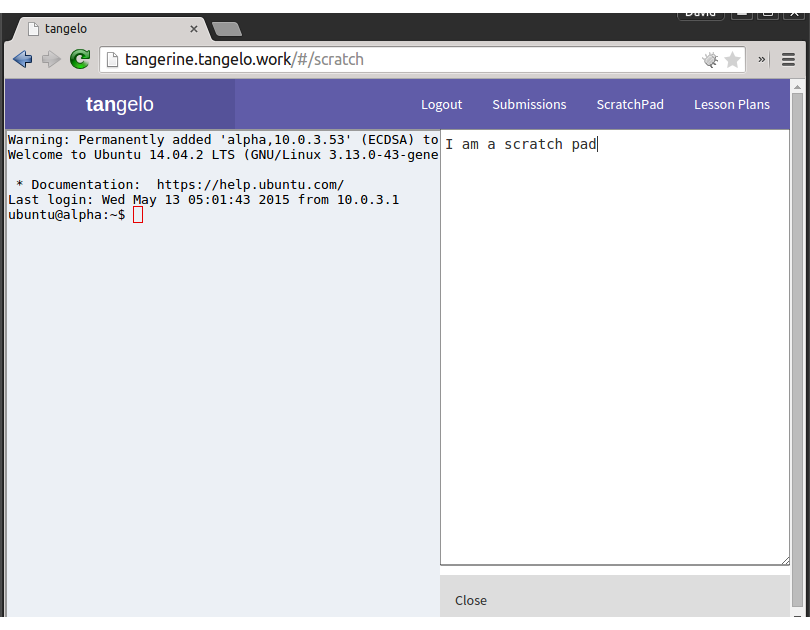 David
tangelo
tangerine.tangelo.work/#/scratch
»
tangelo
Logout
Submissions
ScratchPad
Lesson Plans
Warning: Permanently added 'alpha,10.0.3.53' (ECDSA) to
Welcome to Ubuntu 14.04.2 LTS (GNU/Linux 3.13.0-43-gene
* Documentation:  https://help.ubuntu.com/
Last login: Wed May 13 05:01:43 2015 from 10.0.3.1
ubuntu@alpha:~$
I am a scratch pad
Close